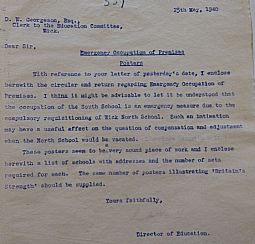 15th May, 1940
D. W. Georgeson, Esq.,
Clerk to the Education Committee,
Wick.
Dear Sir,
Emergency Occupation of Premises
Posters
With reference to your letter of yesterday's date, I enclose
herewith the circular and return regarding Emergency Occupation of
Premises. I think it might be advisable to let it be understood that
the occupation of the South School is an emergency measure due to the
compulsory requisitioning of Wick North School. Such an intimation
may have a useful effect on the question of compensation and adjustment
when the North School would be vacated.
These posters seem to be very sound piece of work and I enclose
herewith a list of schools with addresses and the number of sets
required for each. The same number of posters illustrating 'Britain's
Strength' should be supplied.
Yours faithfully,
Director of Education.